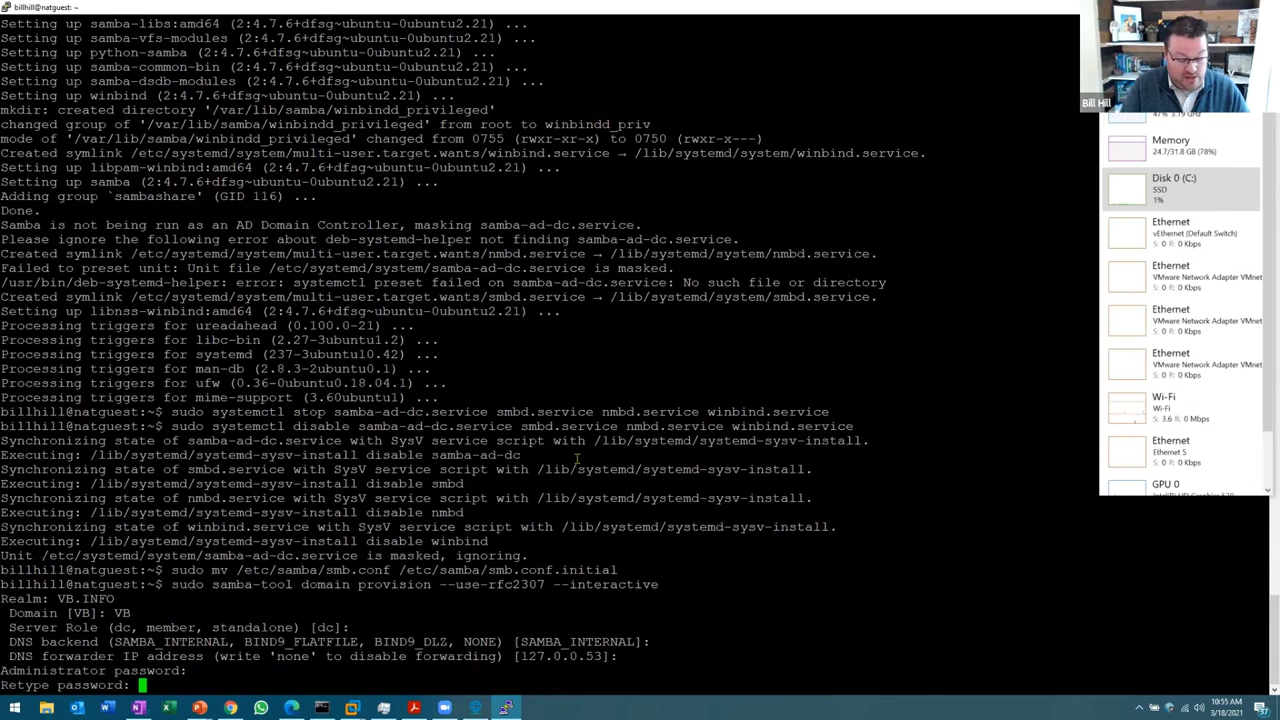 billhill@natguest: ~
Setting up samba-libs:amd64 (2:4.7.6+dfsg~ubuntu-0ubuntu2.21) ...
Setting up samba-vfs-modules (2:4.7.6+dfsg~ubuntu-0ubuntu2.21) ...
Setting up python-samba (2:4.7.6+dfsg~ubuntu-0ubuntu2.21) ...
Setting up samba-common-bin (2:4.7.6+dfsg~ubuntu-0ubuntu2.21) ...
Setting up samba-dsdb-modules (2:4.7.6+dfsg~ubuntu-0ubuntu2.21) ...
Setting up winbind (2:4.7.6+dfsg~ubuntu-0ubuntu2.21) ...
mkdir: created directory '/var/lib/samba/winbindd_privileged'
changed group of '/var/lib/samba/winbindd_privileged' from root to winbindd_priv
mode of '/var/lib/samba/winbindd_privileged' changed from 0755 (rwxr-xr-x) to 0750 (rwxr-x---)
Created symlink /etc/systemd/system/multi-user.target.wants/winbind.service → /lib/systemd/system/winbind.service.
Setting up libpam-winbind:amd64 (2:4.7.6+dfsg~ubuntu-0ubuntu2.21) ...
Setting up samba (2:4.7.6+dfsg~ubuntu-0ubuntu2.21) ...
Adding group `sambashare' (GID 116) ...
Done.
Samba is not being run as an AD Domain Controller, masking samba-ad-dc.service.
Please ignore the following error about deb-systemd-helper not finding samba-ad-dc.service.
Created symlink /etc/systemd/system/multi-user.target.wants/nmbd.service → /lib/systemd/system/nmbd.service.
Failed to preset unit: Unit file /etc/systemd/system/samba-ad-dc.service is masked.
/usr/bin/deb-systemd-helper: error: systemctl preset failed on samba-ad-dc.service: No such file or directory
Created symlink /etc/systemd/system/multi-user.target.wants/smbd.service → /lib/systemd/system/smbd.service.
Setting up libnss-winbind:amd64 (2:4.7.6+dfsg~ubuntu-0ubuntu2.21) ...
Processing triggers for ureadahead (0.100.0-21) ...
Processing triggers for libc-bin (2.27-3ubuntu1.2) ...
Processing triggers for systemd (237-3ubuntu10.42) ...
Processing triggers for man-db (2.8.3-2ubuntu0.1) ...
Processing triggers for ufw (0.36-0ubuntu0.18.04.1) ...
Processing triggers for mime-support (3.60ubuntu1) ...
billhill@natguest:~$ sudo systemctl stop samba-ad-dc.service smbd.service nmbd.service winbind.service
billhill@natguest:~$ sudo systemctl disable samba-ad-dc.service smbd.service nmbd.service winbind.service
Synchronizing state of samba-ad-dc.service with SysV service script with /lib/systemd/systemd-sysv-install.
Executing: /lib/systemd/systemd-sysv-install disable samba-ad-dc
Synchronizing state of smbd.service with SysV service script with /lib/systemd/systemd-sysv-install.
Executing: /lib/systemd/systemd-sysv-install disable smbd
Synchronizing state of nmbd.service with SysV service script with /lib/systemd/systemd-sysv-install.
Executing: /lib/systemd/systemd-sysv-install disable nmbd
Synchronizing state of winbind.service with SysV service script with /lib/systemd/systemd-sysv-install.
Executing: /lib/systemd/systemd-sysv-install disable winbind
Unit /etc/systemd/system/samba-ad-dc.service is masked, ignoring.
billhill@natguest:~$ sudo mv /etc/samba/smb.conf /etc/samba/smb.conf.initial
billhill@natguest:~$ sudo samba-tool domain provision --use-rfc2307 --interactive
Realm: VB.INFO
Domain [VB]: VB
Server Role (dc, member, standalone) [dc]:
DNS backend (SAMBA_INTERNAL, BIND9_FLATFILE, BIND9_DLZ, NONE) [SAMBA_INTERNAL]:
DNS forwarder IP address (write 'none' to disable forwarding) [127.0.0.53]:
Administrator password:
Retype password:
Bill Hill
47% 3.19 GHz
Memory
24.7/31.8 GB (78%)
Disk 0 (C:)
SSD
1%
Ethernet
vEthernet (Default Switch)
S: 0 R: 0 Kbps
Ethernet
VMware Network Adapter VMnet
S: 0 R: 0 Kbps
Ethernet
VMware Network Adapter VMnet
S: 0 R: 0 Kbps
Ethernet
VMware Network Adapter VMnet
S: 0 R: 0 Kbps
Wi-Fi
Wi-Fi
S: 3.6 R: 0 Mbps
Ethernet
Ethernet 5
S: 0 R: 0 Kbps
GPU 0
10:55 AM
3/18/2021
37